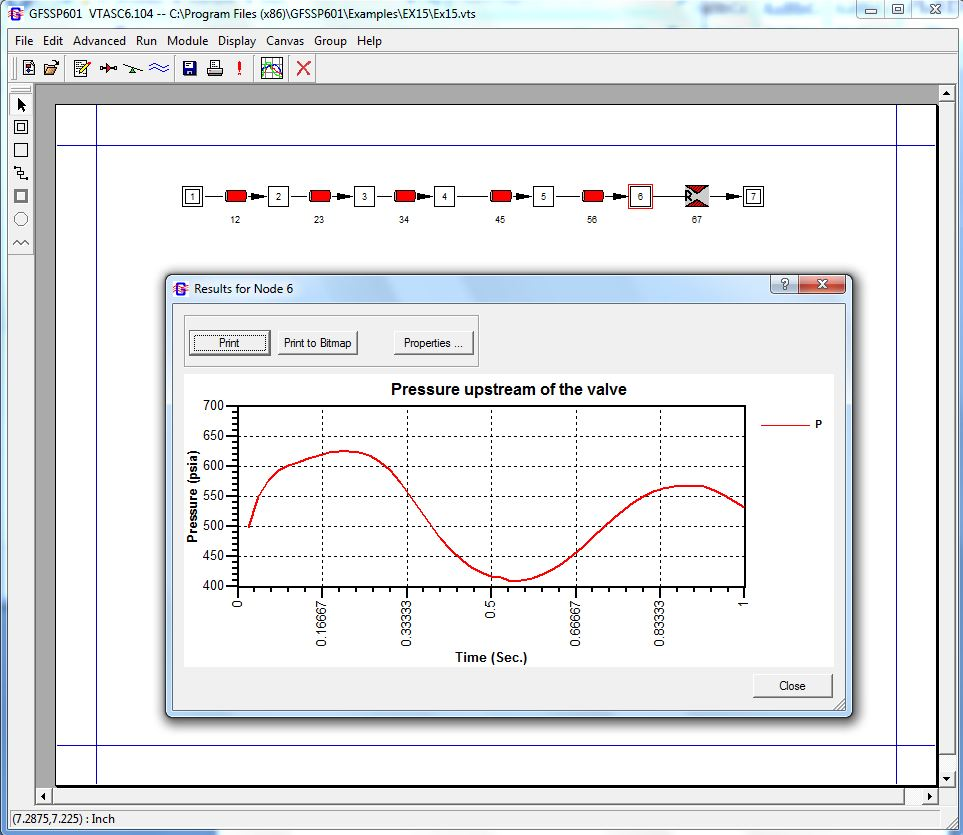 GFSSP601 VTASC6.104 -- C:\Program Files (x86)\GFSSP601\Examples\EX15\Ex15.vts
File Edit Advanced Run Module Display Canvas Group Help
1 2 3 4 5 6 R 7
12 23 34 45 56 67
Results for Node 6
Print Print to Bitmap Properties ...
Pressure upstream of the valve
700
650
600
550
500
450
400
Pressure (psia)
P
0 0.16667 0.33333 0.5 0.66667 0.83333 1
Time (Sec.)
Close
(7.2875,7.225) : Inch